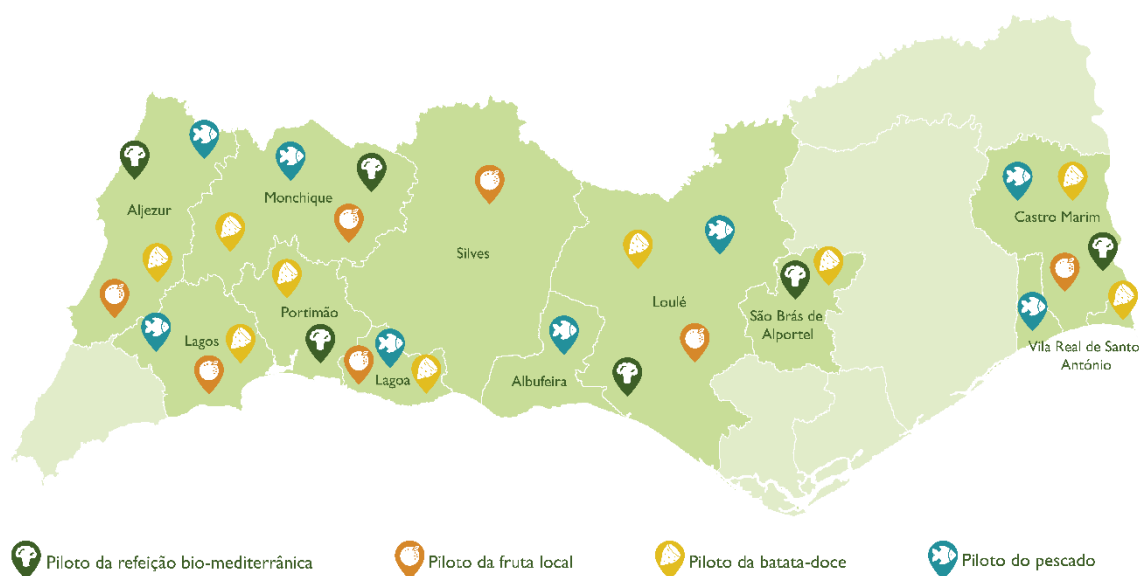 Monchique
Aljezur
Castro Marim
Silves
Loulé
Portimão
São Brás de
Alportel
Lagos
Vila Real de Santo
António
Lagoa
Albufeira
Piloto da refeição bio-mediterrânica
Piloto da fruta local
Piloto da batata-doce
Piloto do pescado